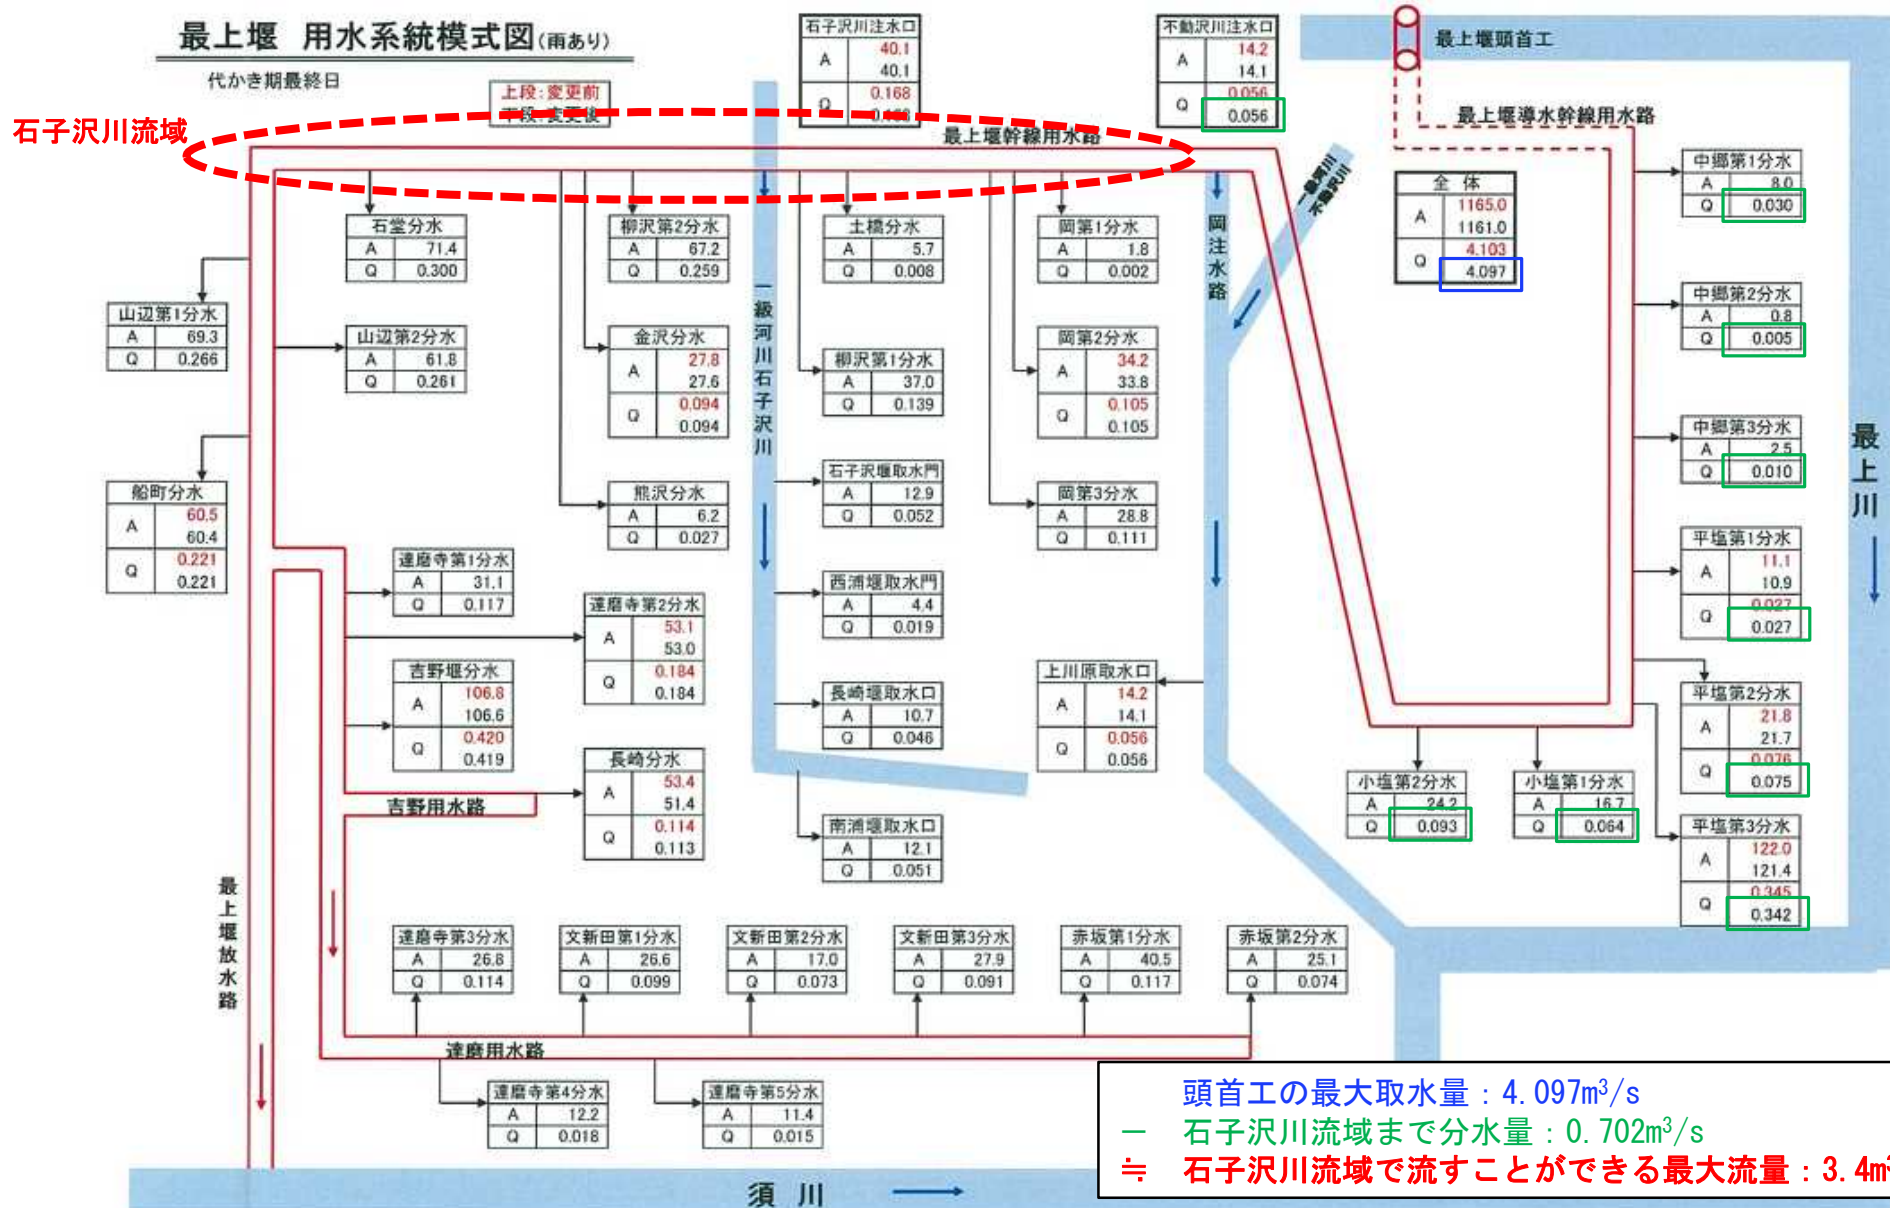 最上堰 用水系統模式図(雨あり)
代かき期最終日
上段:変更前
下段:変更後
石子沢川流域
石子沢川注水口
A 40.1
40.1
Q 0.168
0.168
不動沢川注水口
A 14.2
14.1
Q 0.056
0.056
最上堰頭首工
最上堰導水幹線用水路
最上堰幹線用水路
全体
A 1165.0
1161.0
Q 4.103
4.097
中郷第1分水
A 8.0
Q 0.030
中郷第2分水
A 0.8
Q 0.005
中郷第3分水
A 2.5
Q 0.010
平塩第1分水
A 11.1
10.9
Q 0.027
0.027
平塩第2分水
A 21.8
21.7
Q 0.076
0.075
平塩第3分水
A 122.0
121.4
Q 0.345
0.342
小塩第2分水
A 24.2
Q 0.093
小塩第1分水
A 16.7
Q 0.064
最上川
岡注水路
石堂分水
A 71.4
Q 0.300
柳沢第2分水
A 67.2
Q 0.259
土橋分水
A 5.7
Q 0.008
岡第1分水
A 1.8
Q 0.002
山辺第1分水
A 69.3
Q 0.266
山辺第2分水
A 61.8
Q 0.261
金沢分水
A 27.8
27.6
Q 0.094
0.094
一級河川石子沢川
柳沢第1分水
A 37.0
Q 0.139
岡第2分水
A 34.2
33.8
Q 0.105
0.105
船町分水
A 60.5
60.4
Q 0.221
0.221
熊沢分水
A 6.2
Q 0.027
石子沢堰取水門
A 12.9
Q 0.052
岡第3分水
A 28.8
Q 0.111
達磨寺第1分水
A 31.1
Q 0.117
達磨寺第2分水
A 53.1
53.0
Q 0.184
0.184
西浦堰取水門
A 4.4
Q 0.019
吉野堰分水
A 106.8
106.6
Q 0.420
0.419
長崎堰取水口
A 10.7
Q 0.046
上川原取水口
A 14.2
14.1
Q 0.056
0.056
長崎分水
A 53.4
51.4
Q 0.114
0.113
吉野用水路
南浦堰取水口
A 12.1
Q 0.051
最上堰放水路
達磨寺第3分水
A 26.8
Q 0.114
文新田第1分水
A 26.6
Q 0.099
文新田第2分水
A 17.0
Q 0.073
文新田第3分水
A 27.9
Q 0.091
赤坂第1分水
A 40.5
Q 0.117
赤坂第2分水
A 25.1
Q 0.074
達磨用水路
達磨寺第4分水
A 12.2
Q 0.018
達磨寺第5分水
A 11.4
Q 0.015
頭首工の最大取水量：4.097m³/s
－ 石子沢川流域まで分水量：0.702m³/s
≒ 石子沢川流域で流すことができる最大流量：3.4m³
須川